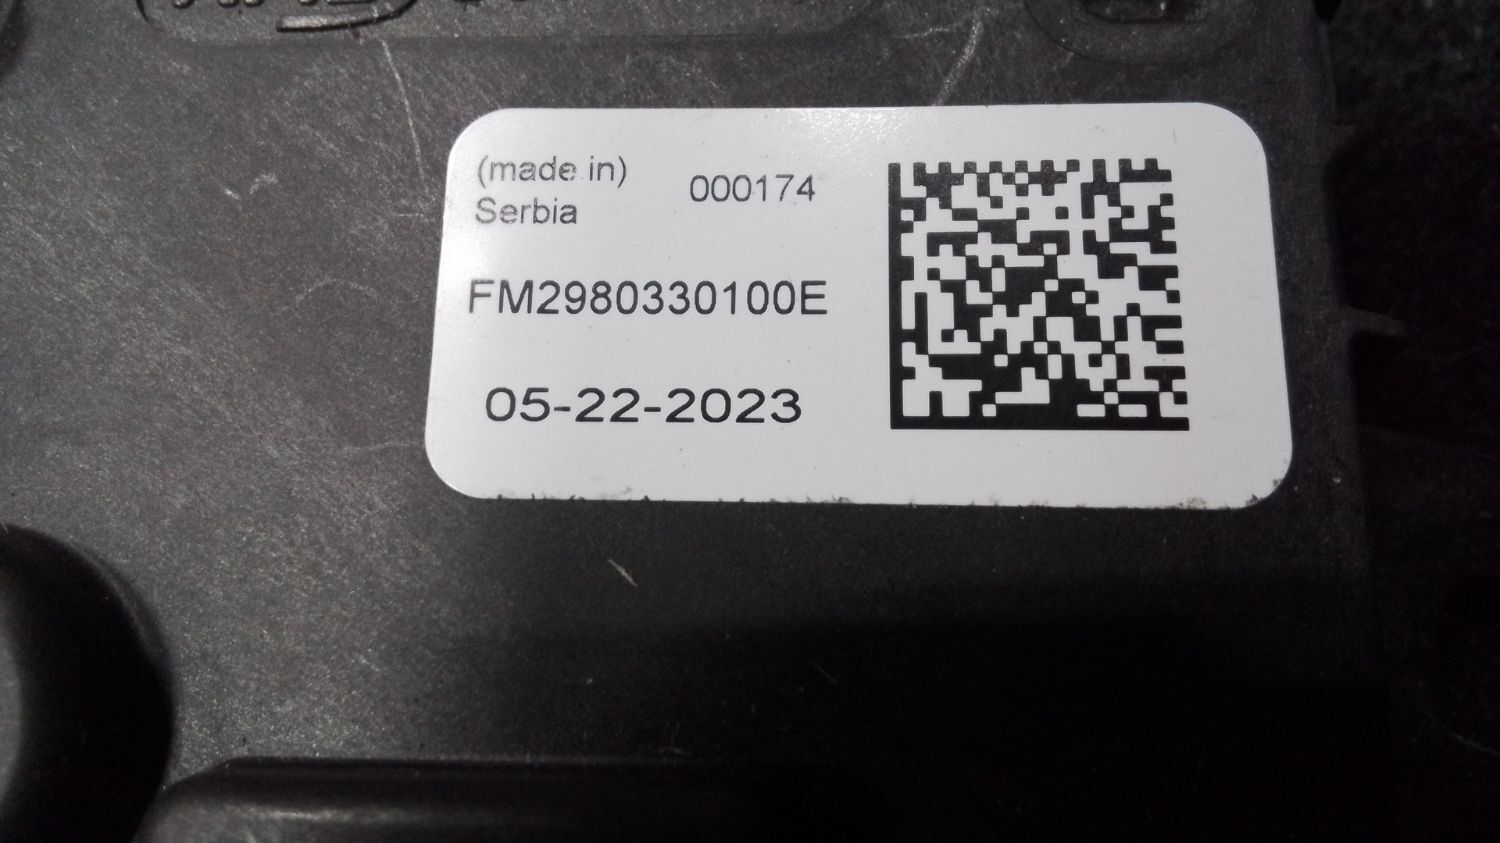 (made in)
Serbia
000174
FM2980330100E
05-22-2023